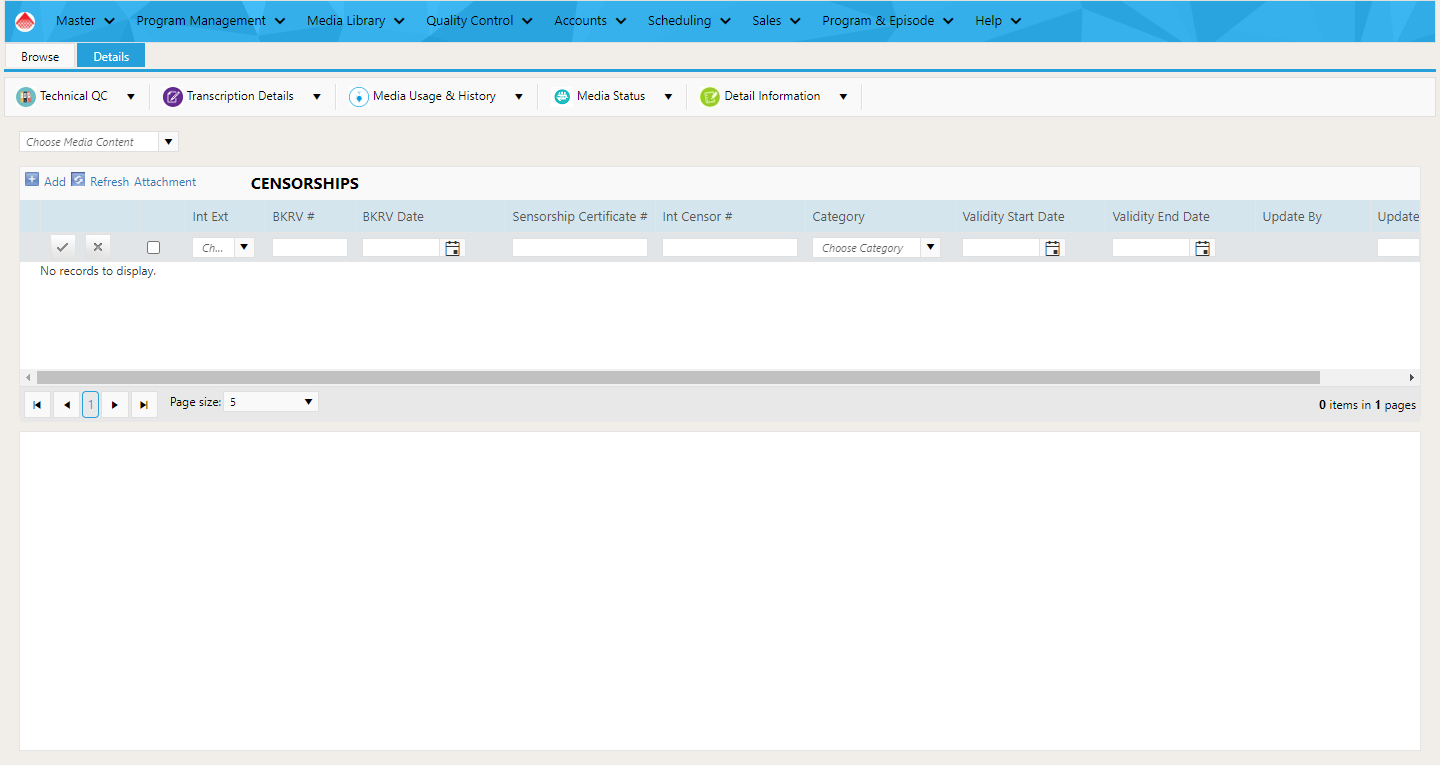 Master Program Management Media Library Quality Control Accounts Scheduling Sales Program & Episode Help
Browse Details
Technical QC Transcription Details Media Usage & History Media Status Detail Information
Choose Media Content
Add Refresh Attachment CENSORSHIPS
Int Ext BKRV # BKRV Date Sensorship Certificate # Int Censor # Category Validity Start Date Validity End Date Update By Update
Ch... Choose Category
No records to display.
1 Page size: 5 0 items in 1 pages